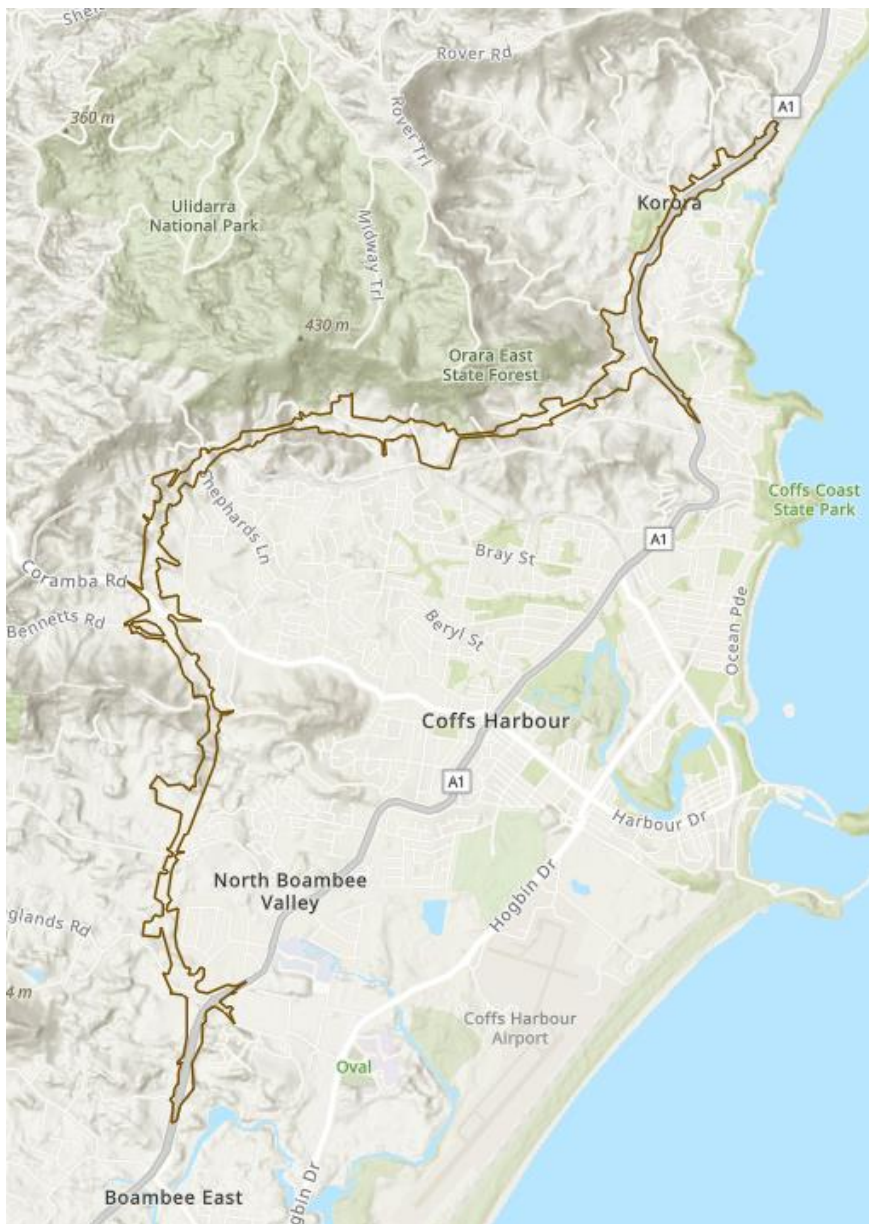 Rover Rd
A1
360 m
Rover Trl
Ulidarra
National Park
Korora
Midway Trl
430 m
Orara East
State Forest
Shephards Ln
Coffs Coast
State Park
A1
Bray St
Coramba Rd
Bennetts Rd
Beryl St
Ocean Pde
Coffs Harbour
A1
Harbour Dr
North Boambee
Valley
Hogbin Dr
glands Rd
4 m
Coffs Harbour
Airport
Oval
gbin Dr
Boambee East